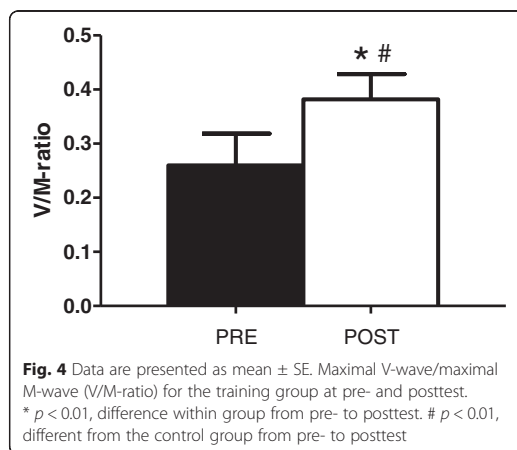 0.5
* #
0.4
0.3
0.2
0.1
0.0
V/M-ratio
PRE POST
Fig. 4 Data are presented as mean ± SE. Maximal V-wave/maximal
M-wave (V/M-ratio) for the training group at pre- and posttest.
* p < 0.01, difference within group from pre- to posttest. # p < 0.01,
different from the control group from pre- to posttest